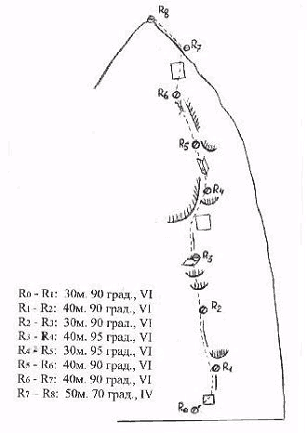 R8
R7
R6
R5
R4
R3
R2
R1
R0
R0 - R1: 30м. 90 град., VI
R1 - R2: 40м. 90 град., VI
R2 - R3: 30м. 90 град., VI
R3 - R4: 40м. 95 град., VI
R4 - R5: 30м. 95 град., VI
R5 - R6: 40м. 90 град., VI
R6 - R7: 40м. 90 град., VI
R7 - R8: 50м. 70 град., IV